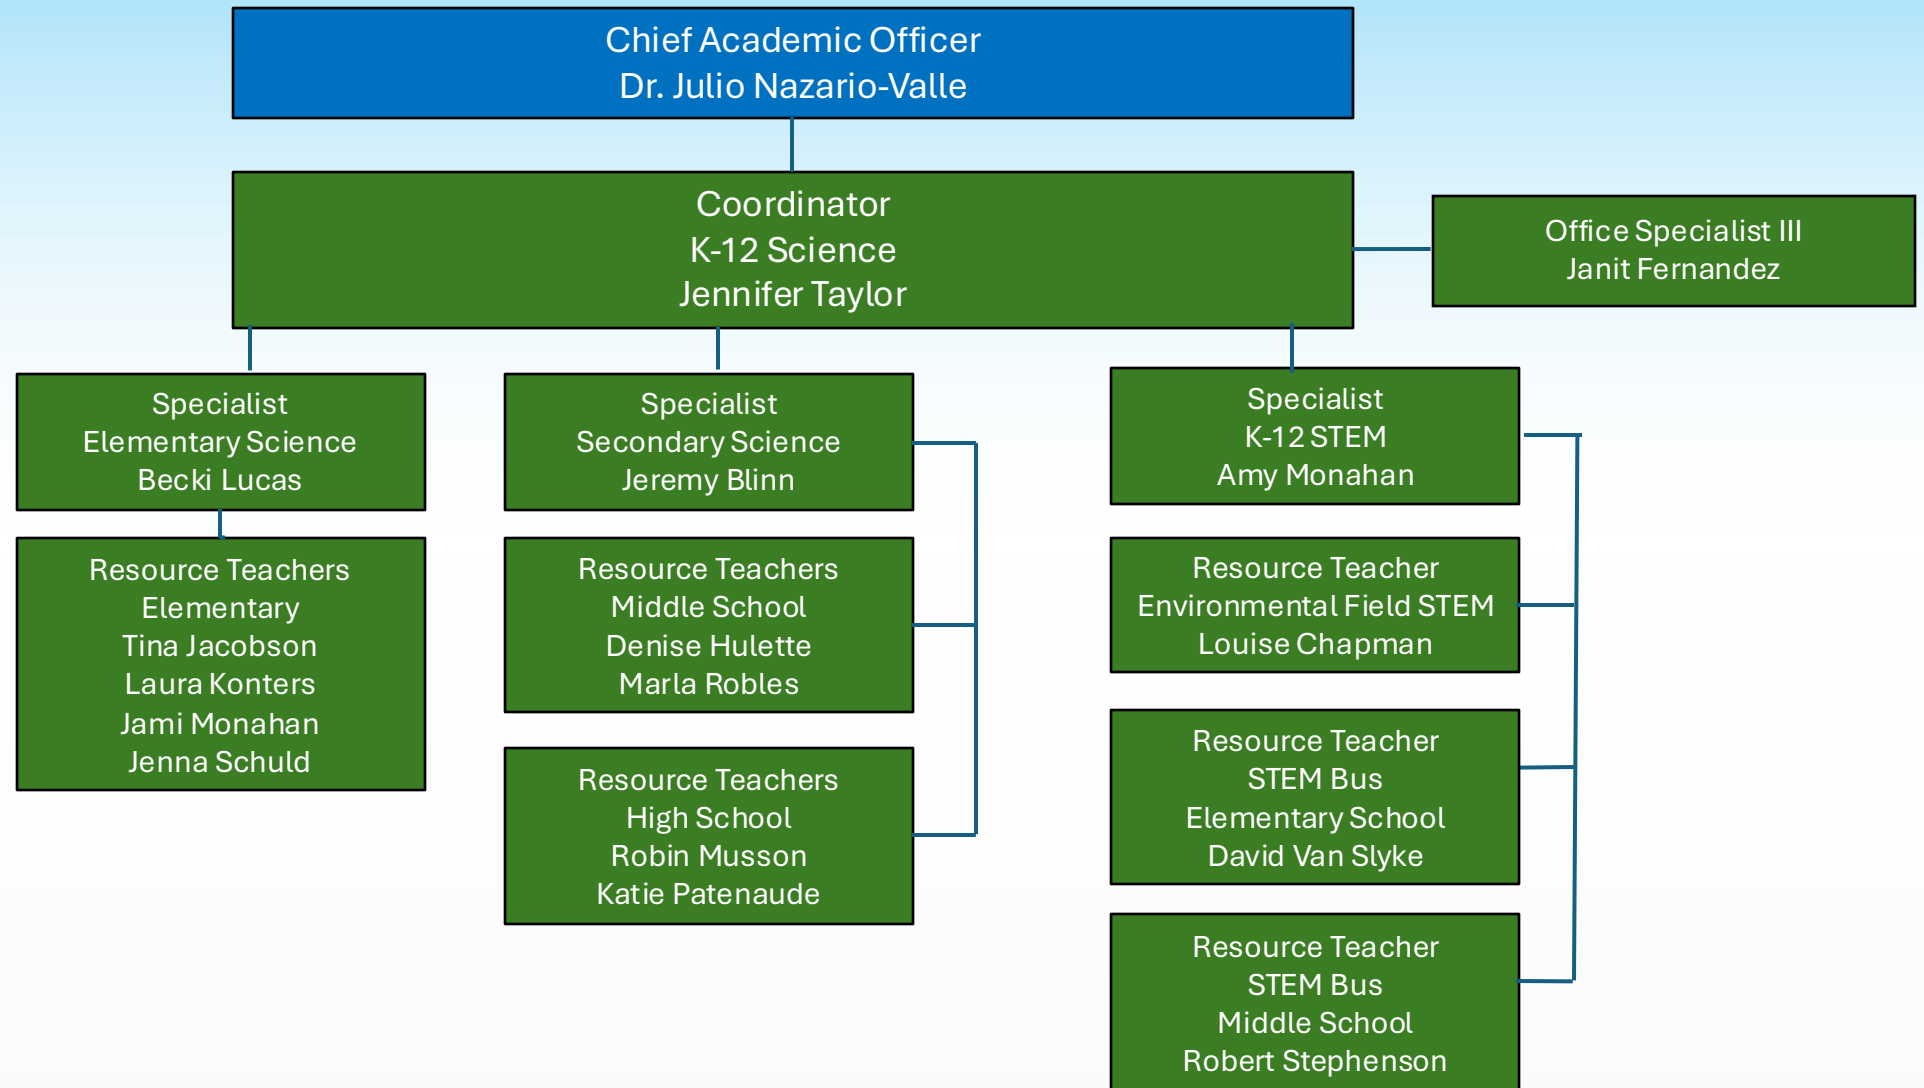 Chief Academic Officer
Dr. Julio Nazario-Valle
Coordinator
K-12 Science
Jennifer Taylor
Office Specialist III
Janit Fernandez
Specialist
Elementary Science
Becki Lucas
Resource Teachers
Elementary
Tina Jacobson
Laura Konters
Jami Monahan
Jenna Schuld
Specialist
Secondary Science
Jeremy Blinn
Resource Teachers
Middle School
Denise Hulette
Marla Robles
Resource Teachers
High School
Robin Musson
Katie Patenaude
Specialist
K-12 STEM
Amy Monahan
Resource Teacher
Environmental Field STEM
Louise Chapman
Resource Teacher
STEM Bus
Elementary School
David Van Slyke
Resource Teacher
STEM Bus
Middle School
Robert Stephenson